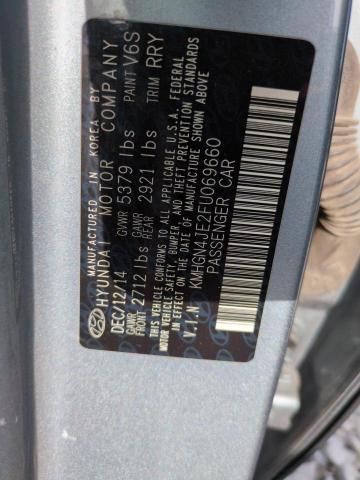 MANUFACTURED IN KOREA BY
HYUNDAI MOTOR COMPANY
DEC/12/14 GVWR 5379 lbs PAINT V6S
GAWR FRONT 2712 lbs GAWR REAR 2921 lbs TRIM RRY
THIS VEHICLE CONFORMS TO ALL APPLICABLE U.S.A. FEDERAL
MOTOR VEHICLE SAFETY, BUMPER, AND THEFT PREVENTION
STANDARDS IN EFFECT ON THE DATE OF MANUFACTURE SHOWN ABOVE.
V.I.N KMHGN4JE2FU069660
PASSENGER CAR